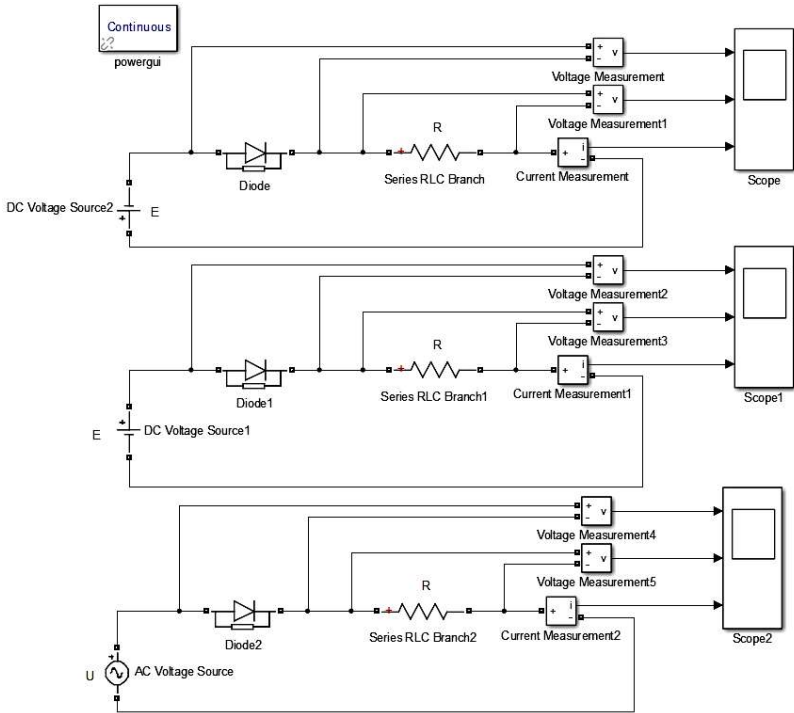 Continuous
powergui
+
-
v
Voltage Measurement
+
-
v
Voltage Measurement1
R
+
+
i
-
Diode
Series RLC Branch
Current Measurement
Scope
DC Voltage Source2
+
E
+
-
v
Voltage Measurement2
+
-
v
Voltage Measurement3
R
+
+
i
-
Diode1
Series RLC Branch1
Current Measurement1
Scope1
+
E
DC Voltage Source1
+
-
v
Voltage Measurement4
+
-
v
Voltage Measurement5
R
+
+
i
-
Diode2
Series RLC Branch2
Current Measurement2
Scope2
+
U
AC Voltage Source